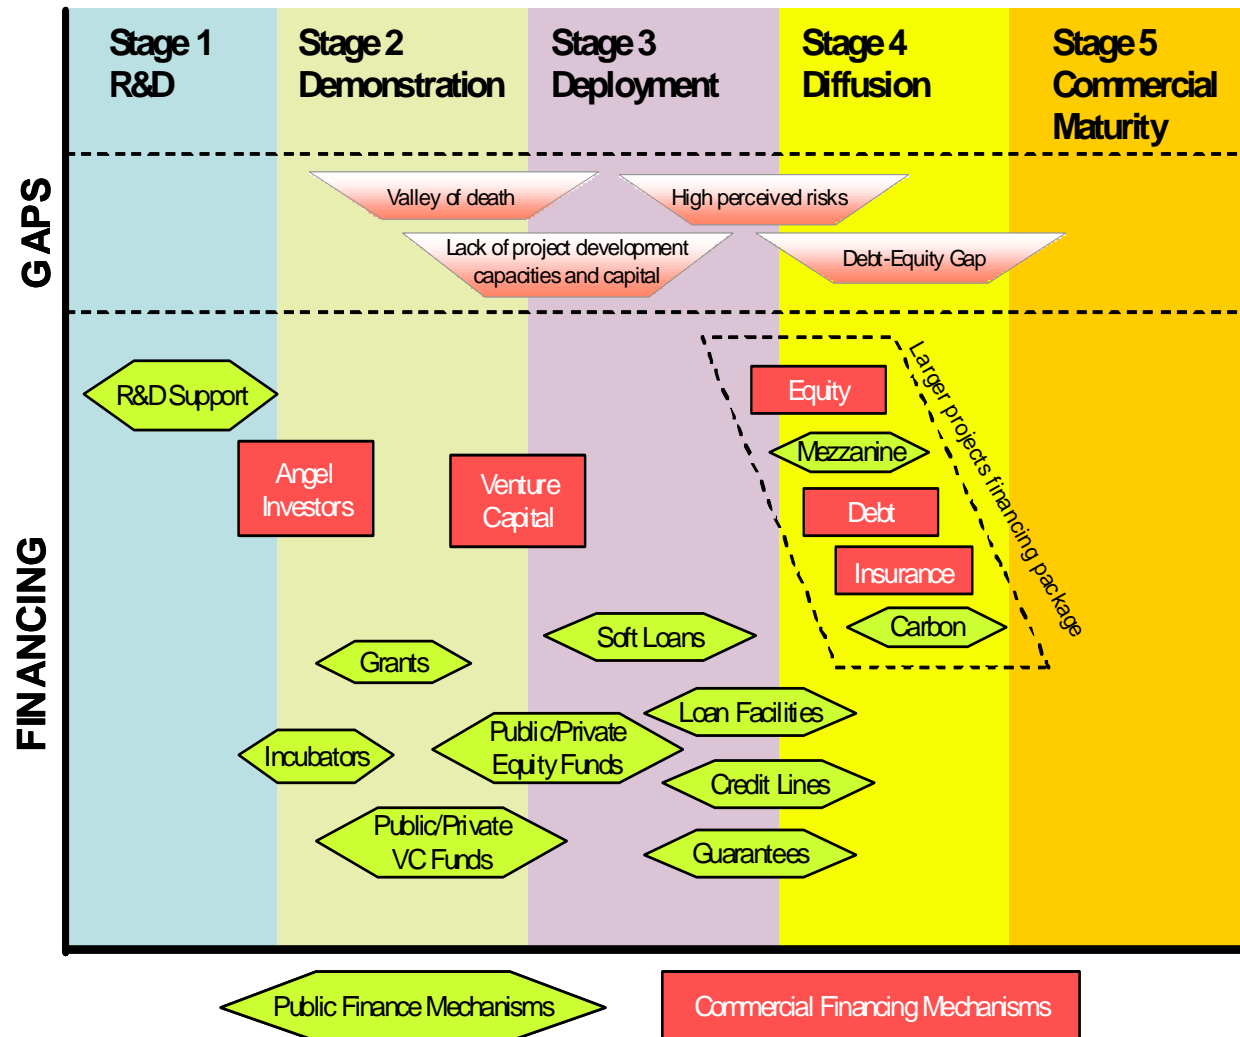 Stage 1
R&D
Stage 2
Demonstration
Stage 3
Deployment
Stage 4
Diffusion
Stage 5
Commercial
Maturity
GAPS
Valley of death
High perceived risks
Lack of project development
capacities and capital
Debt-Equity Gap
FINANCING
R&D Support
Angel
Investors
Venture
Capital
Equity
Mezzanine
Debt
Insurance
Carbon
Larger projects financing package
Soft Loans
Grants
Loan Facilities
Public/Private
Equity Funds
Incubators
Credit Lines
Public/Private
VC Funds
Guarantees
Public Finance Mechanisms
Commercial Financing Mechanisms